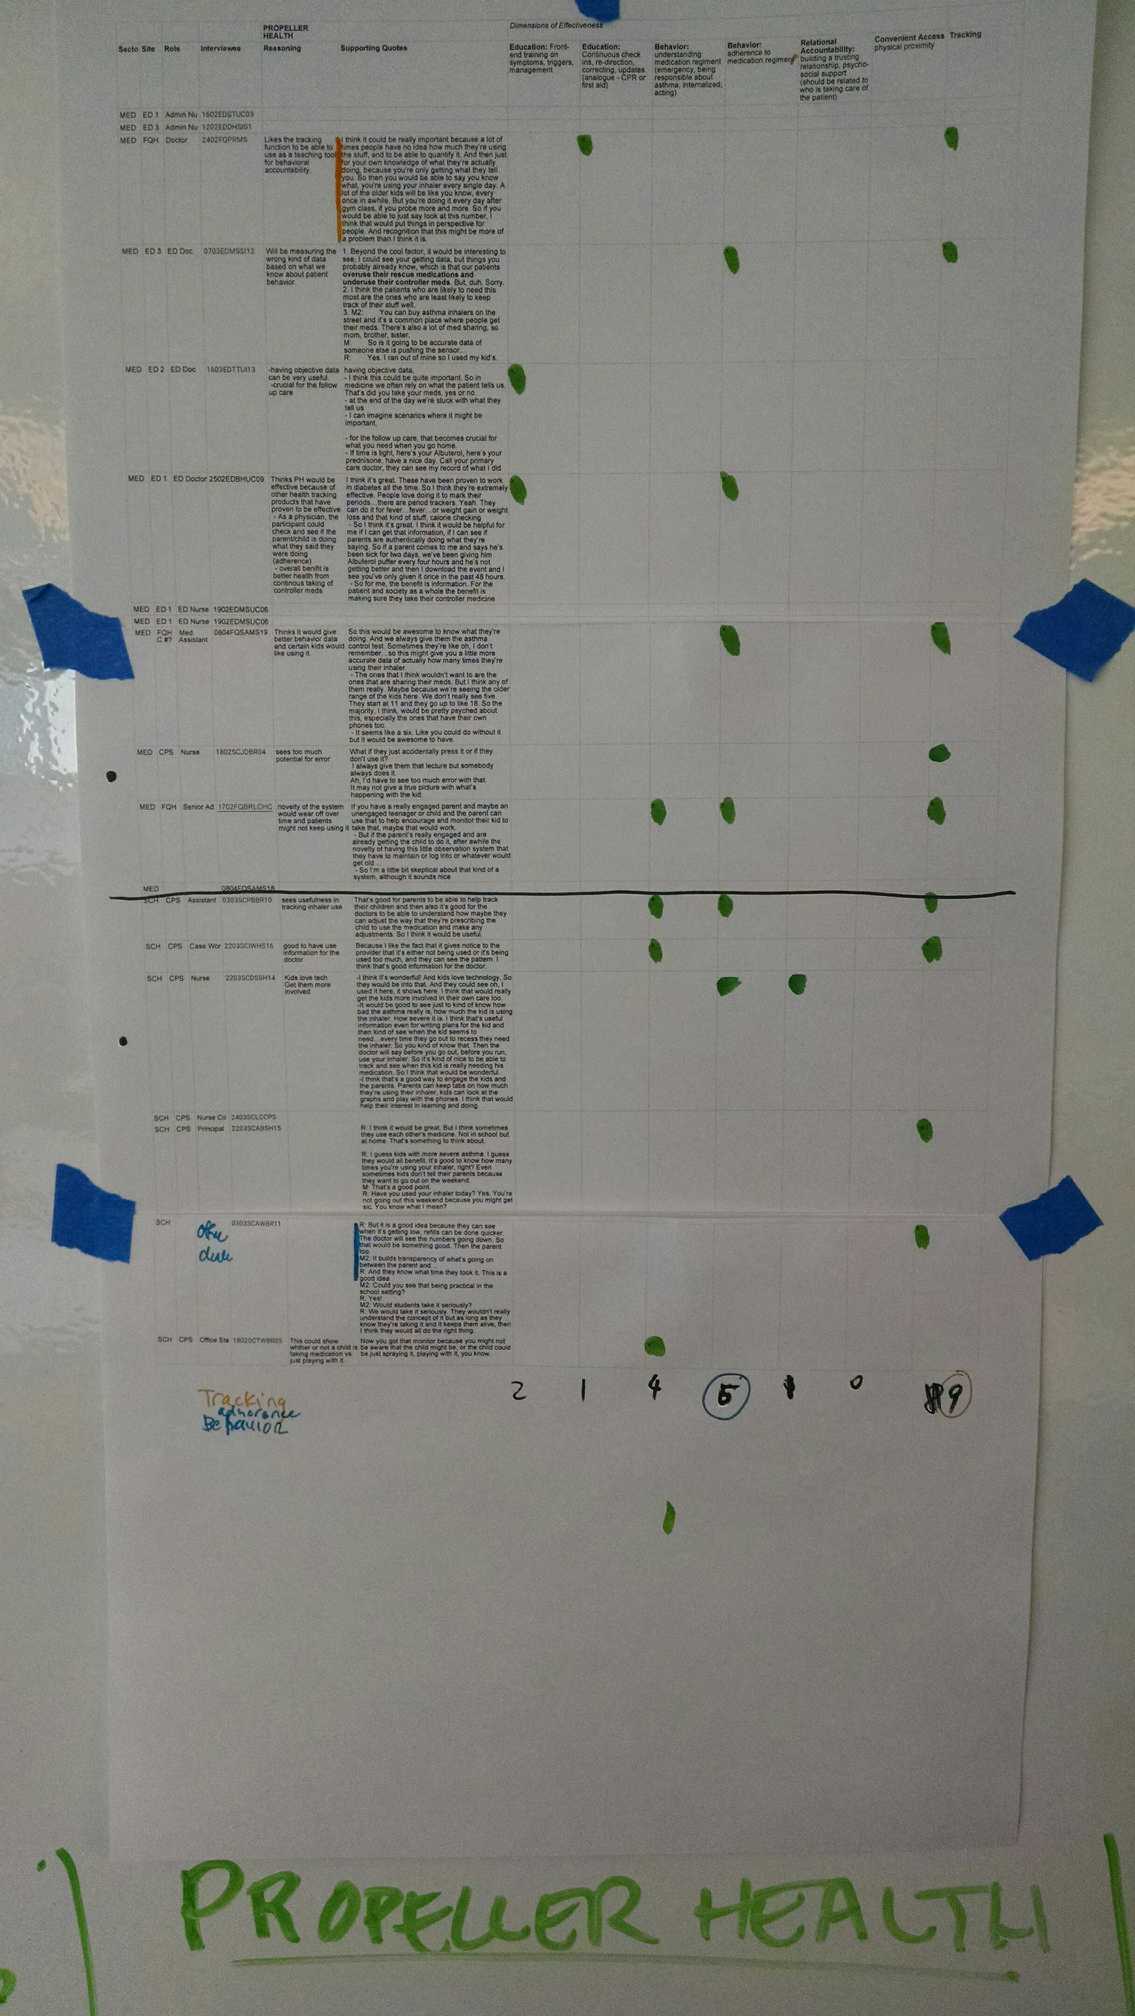 PROPELLER HEALTH
Dimensions of Effectiveness
Secto Site Role Interviewee Reasoning Supporting Quotes
Education: Front-end training on symptoms, triggers, management
Education: Continuous check ins, re-direction, correcting, updates (analogue - CPR or first aid)
Behavior: understanding medication regiment (emergency, being responsible about asthma, internalized, acting)
Behavior: adherence to medication regiment
Relational Accountability: building a trusting relationship, psycho-social support (should be related to who is taking care of the patient)
Convenient Access physical proximity
Tracking
MED ED 1 Admin Nu
MED ED 3 Admin Nu
MED FQH Doctor 2402FQPRMS
Likes the tracking
function to be able to
use as a teaching tool
for behavioral
accountability.
I think it could be really important because a lot of
times people have no idea how much they're using
the stuff, and to be able to quantify it. And then just
for your own knowledge of what they're actually
doing, because you're only getting what they tell
you. So then you would be able to say you know
what, you're using your inhaler every single day. A
lot of the older kids will be like you know, every
once in awhile. But you're doing it every day after
gym class, if you probe more and more. So if you
would be able to just say look at this number, I
think that would put things in perspective for
people. And recognition that this might be more of
a problem than I think it is.
MED ED 3 ED Doc 0703EDMSSI12
Will be measuring the
wrong kind of data
based on what we
know about patient
behavior.
1. Beyond the cool factor, it would be interesting to
see, I could see your getting data, but things you
probably already know, which is that our patients
overuse their rescue medications and
underuse their controller meds. But, duh. Sorry.
2. I think the patients who are likely to need this
most are the ones who are least likely to keep
track of their stuff well.
3. M2: You can buy asthma inhalers on the
street and it's a common place where people get
their meds. There's also a lot of med sharing, so
mom, brother, sister.
M: So is it going to be accurate data of
someone else is pushing the sensor...
R: Yes. I ran out of mine so I used my kid's.
MED ED 2 ED Doc 1603EDTTUI13
-having objective data
can be very useful.
-crucial for the follow
up care
having objective data,
- I think this could be quite important. So in
medicine we often rely on what the patient tells us.
That's did you take your meds, yes or no
- at the end of the day we're stuck with what they
tell us
- I can imagine scenarios where it might be
important.
- for the follow up care, that becomes crucial for
what you need when you go home.
- If time is tight, here's your Albuterol, here's your
prednisone, have a nice day. Call your primary
care doctor, they can see my record of what I did
MED ED 1 ED Doctor 2502EDBHUC09
Thinks PH would be
effective because of
other health tracking
products that have
proven to be effective
- As a physician, the
participant could
check and see if the
parent/child is doing
what they said they
were doing
(adherence)
- overall benifit is
better health from
continous taking of
controller meds
I think it's great. These have been proven to work
in diabetes all the time. So I think they're extremely
effective. People love doing it to mark their
periods...there are period trackers. Yeah. They
can do it for fever...fever...or weight gain or weight
loss and that kind of stuff, calorie checking
- So I think it's great. I think it would be helpful for
me if I can get that information, if I can see if
parents are authentically doing what they're
saying. So if a parent comes to me and says he's
been sick for two days, we've been giving him
Albuterol puffer every four hours and he's not
getting better and then I download the event and I
see you've only given it once in the past 48 hours.
- So for me, the benefit is information. For the
patient and society as a whole the benefit is
making sure they take their controller medicine
MED ED 1 ED Nurse 1902EDMSUC06
MED ED 1 ED Nurse 1902EDMSUC06
MED FQH Med. Assistant 0804FQSAMS19
Thinks it would give
better behavior data
and certain kids would
like using it.
So this would be awesome to know what they're
doing. And we always give them the asthma
control test. Sometimes they're like oh, I don't
remember...so this might give you a little more
accurate data of actually how many times they're
using their inhaler.
- The ones that I think wouldn't want to are the
ones that are sharing their meds. But I think any of
them really. Maybe because we're seeing the older
range of the kids here. We don't really see five.
They start at 11 and they go up to like 18. So the
majority, I think, would be pretty psyched about
this, especially the ones that have their own
phones too.
- It seems like a six. Like you could do without it
but it would be awesome to have.
MED CPS Nurse 1802SCJDBR04
sees too much
potential for error
What if they just accidentally press it or if they
don't use it?
I always give them that lecture but somebody
always does it.
Ah, I'd have to see too much error with that.
It may not give a true picture with what's
happening with the kid.
MED FQH Senior Ad 1702FQBRLCHC
novelty of the system
would wear off over
time and patients
might not keep using it
If you have a really engaged parent and maybe an
unengaged teenager or child and the parent can
use that to help encourage and monitor their kid to
take that, maybe that would work.
- But if the parent's really engaged and are
already getting the child to do it, after awhile the
novelty of having this little observation system that
they have to maintain or log into or whatever would
get old...
- So I'm a little bit skeptical about that kind of a
system, although it sounds nice
MED
SCH CPS Assistant 0303SCPBBR10
sees usefulness in
tracking inhaler use
That's good for parents to be able to help track
their children and then also it's good for the
doctors to be able to understand how maybe they
can adjust the way that they're prescribing the
child to use the medication and make any
adjustments. So I think it would be useful.
SCH CPS Case Wor 2203SCIWHS16
good to have use
information for the
doctor
Because I like the fact that it gives notice to the
provider that it's either not being used or it's being
used too much, and they can see the pattern. I
think that's good information for the doctor.
SCH CPS Nurse 2203SCDSSH14
Kids love tech
Get them more
involved
-I think it's wonderful! And kids love technology. So
they would be into that. And they could see oh, I
used it here, it shows here. I think that would really
get the kids more involved in their own care too.
-It would be good to see just to kind of know how
bad the asthma really is, how much the kid is using
the inhaler. How severe it is. I think that's useful
information even for writing plans for the kid and
then kind of see when the kid seems to
need...every time they go out to recess they need
the inhaler. So you kind of know that. Then the
doctor will say before you go out, before you run,
use your inhaler. So it's kind of nice to be able to
track and see when this kid is really needing his
medication. So I think that would be wonderful.
-I think that's a good way to engage the kids and
the parents. Parents can keep tabs on how much
they're using their inhaler, kids can look at the
graphs and play with the phones. I think that would
help their interest in learning and doing.
SCH CPS Nurse Co 2403SCLCCPS
SCH CPS Principal 2203SCABSH15
R: I think it would be great. But I think sometimes
they use each other's medicine. Not in school but
at home. That's something to think about.
R: I guess kids with more severe asthma. I guess
they would all benefit. It's good to know how many
times you're using your inhaler, right? Even
sometimes kids don't tell their parents because
they want to go out on the weekend.
M: That's a good point.
R: Have you used your inhaler today? Yes. You're
not going out this weekend because you might get
sic. You know what I mean?
SCH 0303SCAWBR11
R: But it is a good idea because they can see
when it's getting low, refills can be done quicker.
The doctor will see the numbers going down. So
that would be something good. Then the parent
too.
M2: It builds transparency of what's going on
between the parent and...
R: And they know what time they took it. This is a
good idea
M2: Could you see that being practical in the
school setting?
R: Yes!
M2: Would students take it seriously?
R: We would take it seriously. They wouldn't really
understand the concept of it but as long as they
know they're taking it and it keeps them alive, then
I think they would all do the right thing.
SCH CPS Office Sta
This could show
whther or not a child is
taking medication vs
just playing with it.
Now you got that monitor because you might not
be aware that the child might be, or the child could
be just spraying it, playing with it, you know.
2 1 4 5 0 9
Tracking
adherence
Behavior
PROPELLER HEALTH